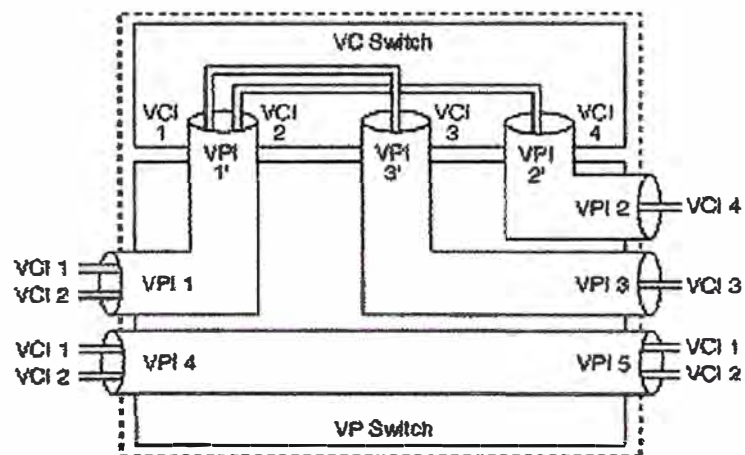 VC Switch
VCI
1
VCI
2
VCI
3
VCI
4
VPI
1'
VPI
3'
VPI
2'
VPI 2
VCI 4
VCI 1
VCI 2
VPI 1
VPI 3
VCI 3
VCI 1
VCI 2
VPI 4
VPI 5
VCI 1
VCI 2
VP Switch